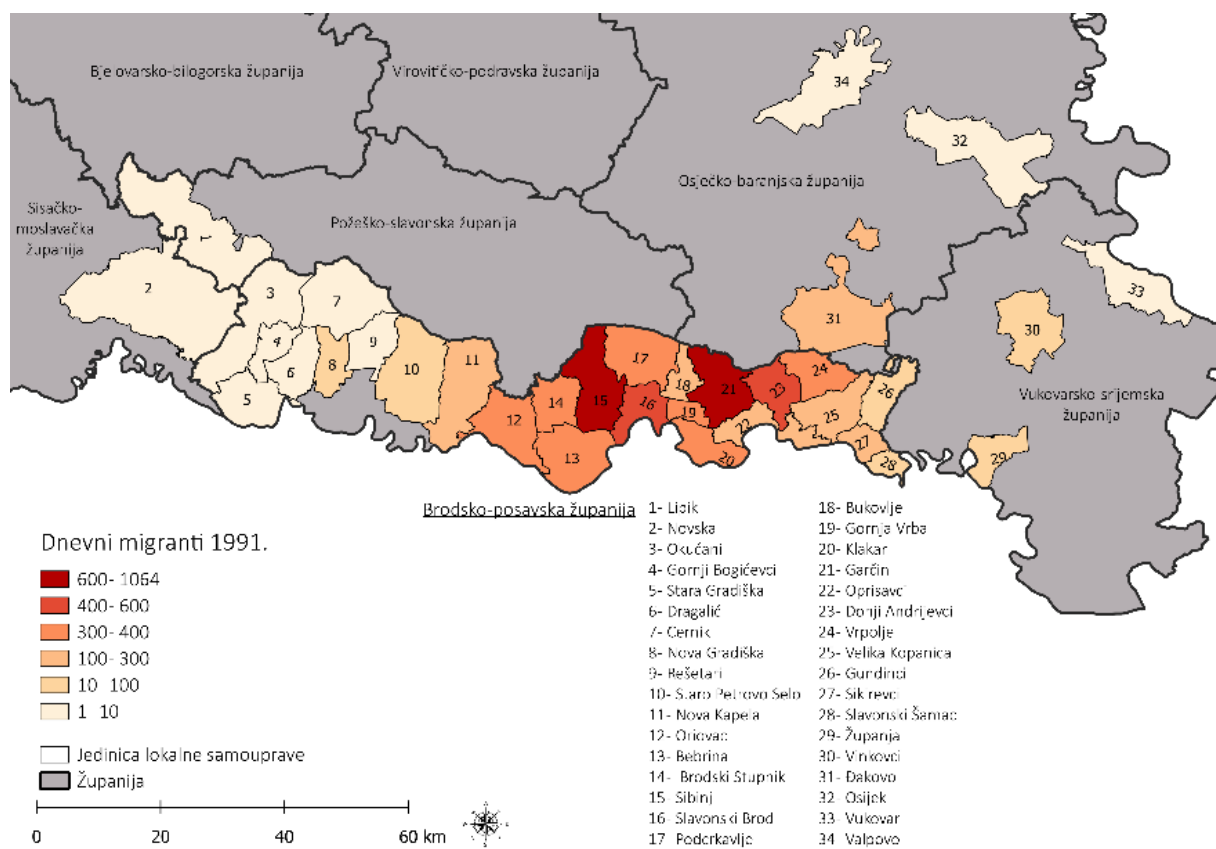 Bjelovarsko-bilogorska županija
Virovitičko-podravska županija
34
32
Osječko-baranjska županija
Sisačko-
moslavačka
županija
Požeško-slavonska županija
1
2
3
7
33
4
9
31
30
6
8
10
11
17
24
5
18
21
23
26
Vukovarsko-srijemska
županija
12
14
15
16
19
22
25
13
20
27
28
29
Brodsko-posavska županija
Dnevni migranti 1991.
600- 1064
400- 600
300- 400
100- 300
10 100
1 10
Jedinica lokalne samouprave
Županija
0
20
40
60 km
1- Lipik
2- Novska
3- Okučani
4- Gornji Bogićevci
5- Stara Gradiška
6- Dragalić
7- Cernik
8- Nova Gradiška
9- Rešetari
10- Staro Petrovo Selo
11- Nova Kapela
12- Oriovac
13- Bebrina
14- Brodski Stupnik
15- Sibinj
16- Slavonski Brod
17 Podcrkavlje
18- Bukovlje
19- Gornja Vrba
20- Klakar
21- Garčin
22- Oprisavci
23- Donji Andrijevci
24- Vrpolje
25- Velika Kopanica
26- Gundinci
27- Sikirevci
28- Slavonski Šamac
29- Županja
30- Vinkovci
31- Đakovo
32 Osijek
33 Vukovar
34 Valpovo